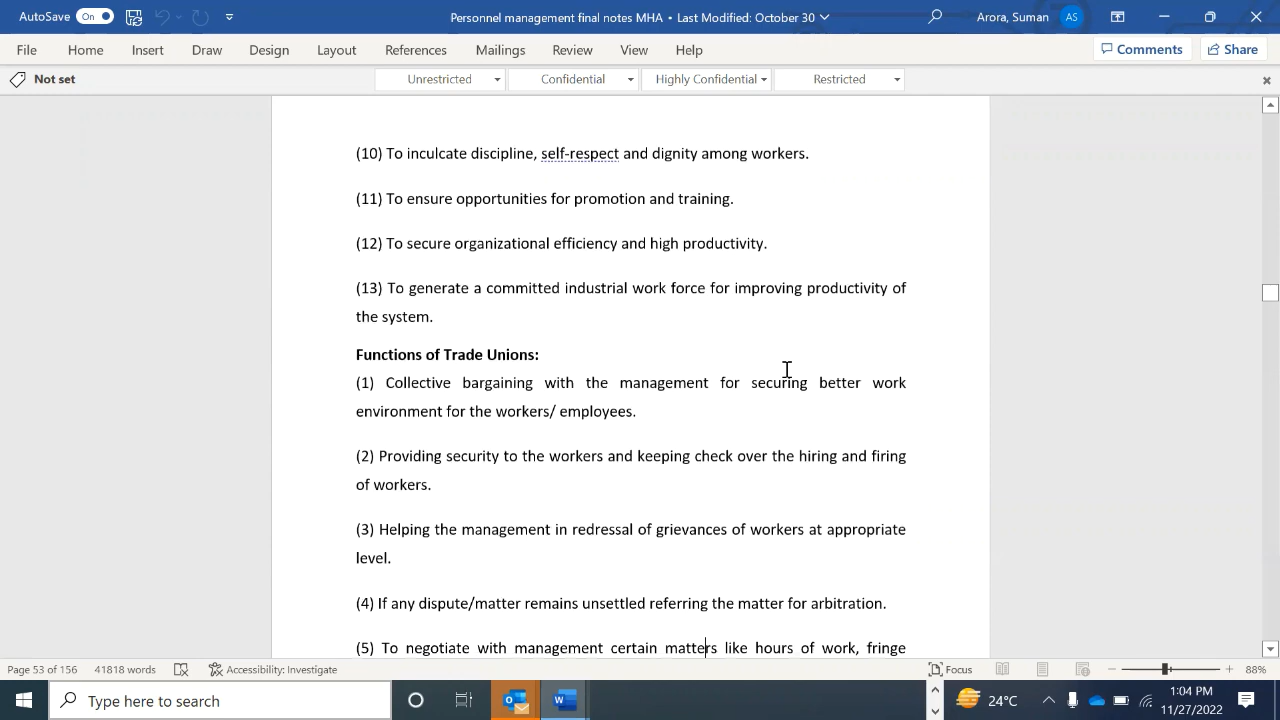 AutoSave On Personnel management final notes MHA • Last Modified: October 30 Arora, Suman AS
File Home Insert Draw Design Layout References Mailings Review View Help Comments Share
Not set Unrestricted Confidential Highly Confidential Restricted
(10) To inculcate discipline, self-respect and dignity among workers.
(11) To ensure opportunities for promotion and training.
(12) To secure organizational efficiency and high productivity.
(13) To generate a committed industrial work force for improving productivity of
the system.
Functions of Trade Unions:
(1) Collective bargaining with the management for securing better work
environment for the workers/ employees.
(2) Providing security to the workers and keeping check over the hiring and firing
of workers.
(3) Helping the management in redressal of grievances of workers at appropriate
level.
(4) If any dispute/matter remains unsettled referring the matter for arbitration.
(5) To negotiate with management certain matters like hours of work, fringe
Page 53 of 156 41818 words Accessibility: Investigate Focus 88%
Type here to search 24°C 1:04 PM
11/27/2022